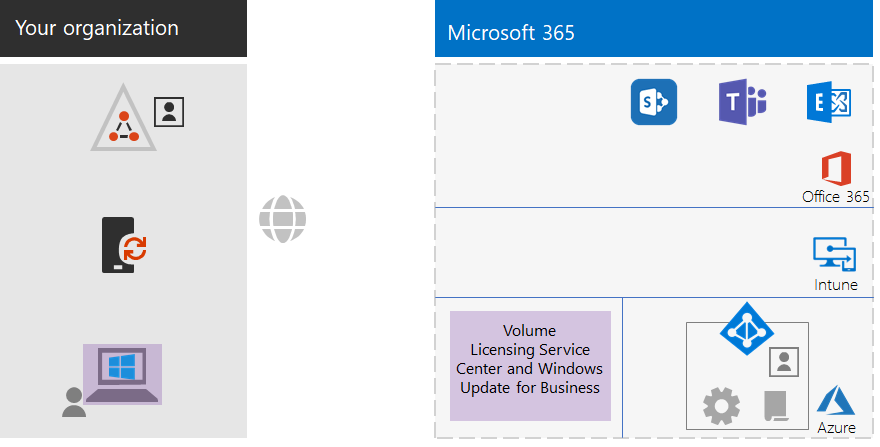 Your organization
Microsoft 365
S
T
E
Office 365
Intune
Volume
Licensing Service
Center and Windows
Update for Business
Azure